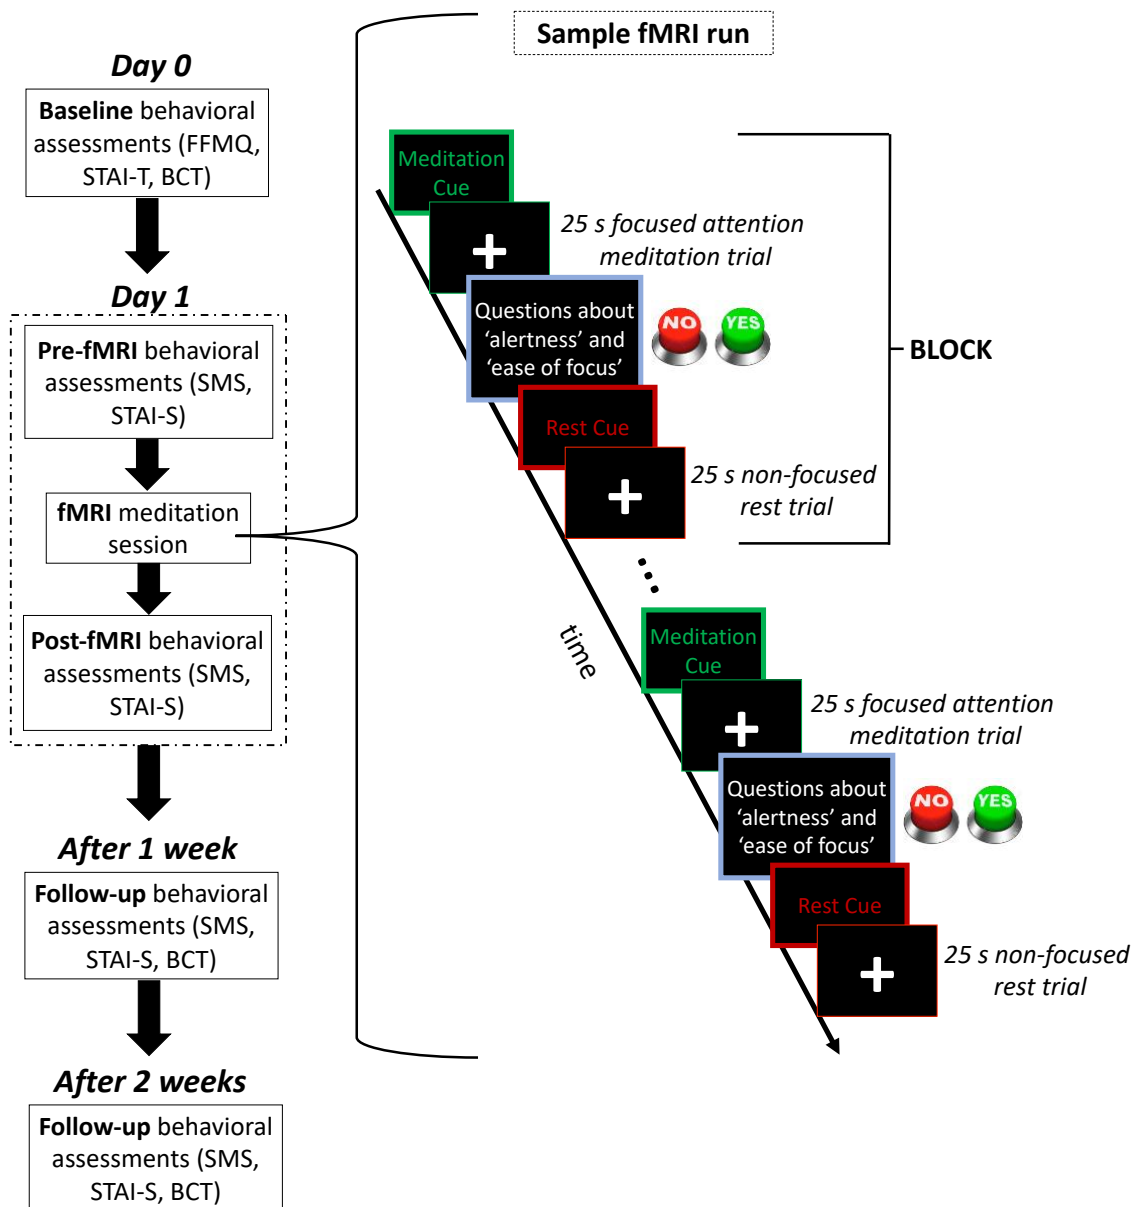 Day 0
Baseline behavioral
assessments (FFMQ,
STAI-T, BCT)
Day 1
Pre-fMRI behavioral
assessments (SMS,
STAI-S)
fMRI meditation
session
Post-fMRI behavioral
assessments (SMS,
STAI-S)
After 1 week
Follow-up behavioral
assessments (SMS,
STAI-S, BCT)
After 2 weeks
Follow-up behavioral
assessments (SMS,
STAI-S, BCT)
Sample fMRI run
Meditation
Cue
25 s focused attention
meditation trial
Questions about
'alertness' and
'ease of focus'
NO
YES
Rest Cue
25 s non-focused
rest trial
BLOCK
...
time
Meditation
Cue
25 s focused attention
meditation trial
Questions about
'alertness' and
'ease of focus'
NO
YES
Rest Cue
25 s non-focused
rest trial